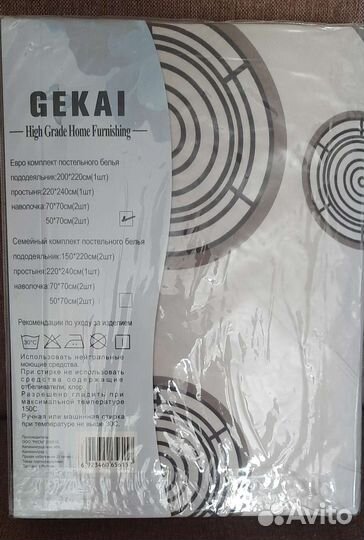 GEKAI
High Grade Home Furnishing
Евро комплект постельного белья
пододеяльник:200*220см(1шт)
простыня:220*240см(1шт)
наволочка:70*70см(2шт)
50*70см(2шт)
Семейный комплект постельного белья
пододеяльник:150*220см(2шт)
простыня:220*240см(1шт)
наволочка:70*70см(2шт)
50*70см(2шт)
Рекомендации по уходу за изделием
30°C
Использовать нейтральные
моющие средства.
При стирке не использовать
средства содержащие
отбеливатели, хлор
Разрешено гладить при
максимальной температуре
150С.
Ручная или машинная стирка
при температуре не выше 30С.
Avito